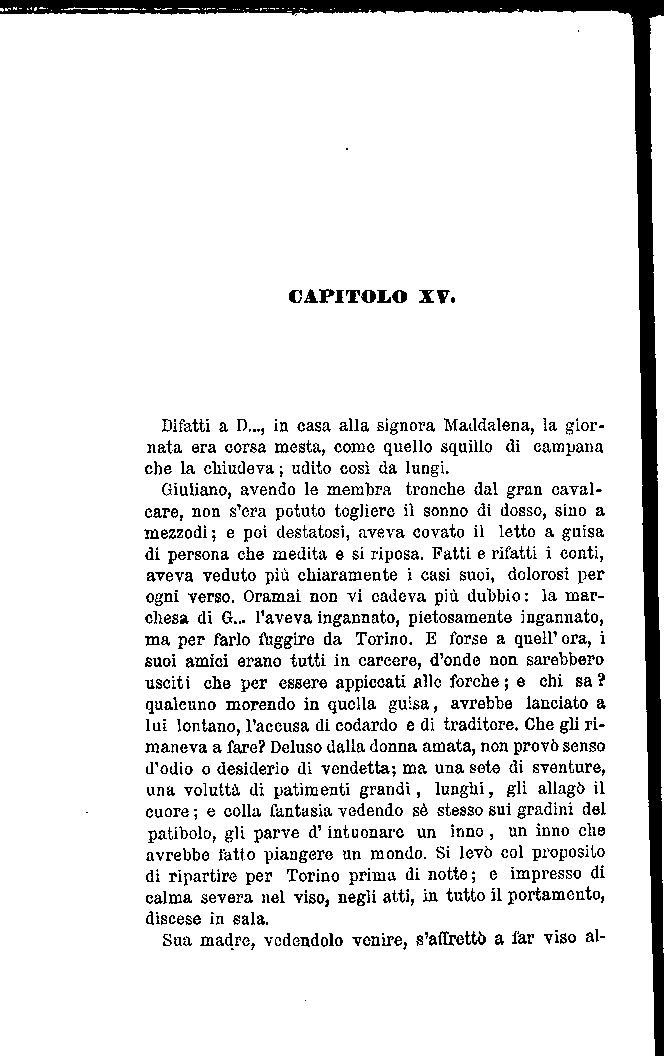 CAPITOLO XV.
Difatti a D..., in casa alla signora Maddalena, la gior-
nata era corsa mesta, come quello squillo di campana
che la chiudeva; udito così da lungi.
Giuliano, avendo le membra tronche dal gran caval-
care, non s'era potuto togliere il sonno di dosso, sino a
mezzodì; e poi destatosi, aveva covato il letto a guisa
di persona che medita e si riposa. Fatti e rifatti i conti,
aveva veduto più chiaramente i casi suoi, dolorosi per
ogni verso. Oramai non vi cadeva più dubbio: la mar-
chesa di G... l'aveva ingannato, pietosamente ingannato,
ma per farlo fuggire da Torino. E forse a quell'ora, i
suoi amici erano tutti in carcere, d'onde non sarebbero
usciti che per essere appiccati alle forche; e chi sa?
qualcuno morendo in quella guisa, avrebbe lanciato a
lui lontano, l'accusa di codardo e di traditore. Che gli ri-
maneva a fare? Deluso dalla donna amata, non provò senso
d'odio o desiderio di vendetta; ma una sete di sventure,
una voluttà di patimenti grandi, lunghi, gli allagò il
cuore; e colla fantasia vedendo sè stesso sui gradini del
patibolo, gli parve d'intuonare un inno, un inno che
avrebbe fatto piangere un mondo. Si levò col proposito
di ripartire per Torino prima di notte; e impresso di
calma severa nel viso, negli atti, in tutto il portamento,
discese in sala.
Sua madre, vedendolo venire, s'affrettò a far viso al-